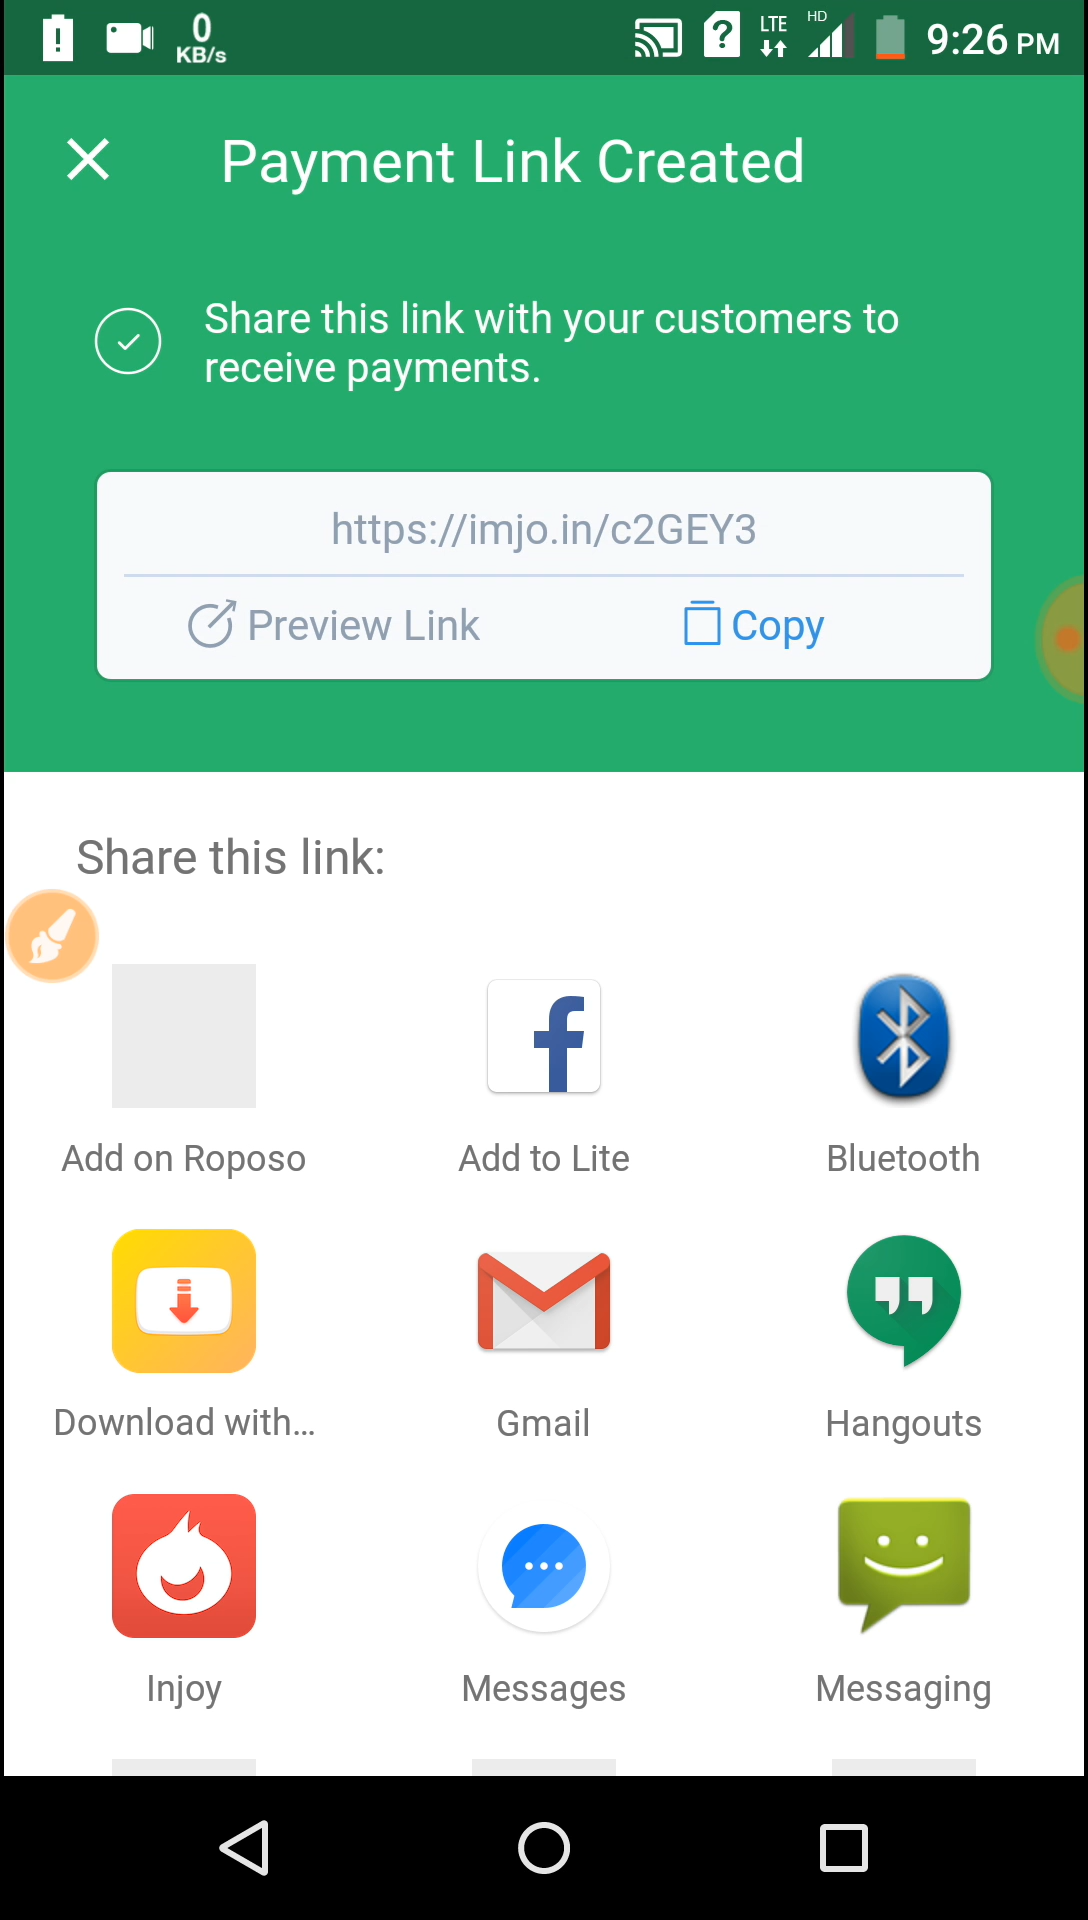 0
KB/s
LTE
HD
9:26 PM
Payment Link Created
Share this link with your customers to
receive payments.
https://imjo.in/c2GEY3
Preview Link
Copy
Share this link:
Add on Roposo
Add to Lite
Bluetooth
Download with...
Gmail
Hangouts
Injoy
Messages
Messaging